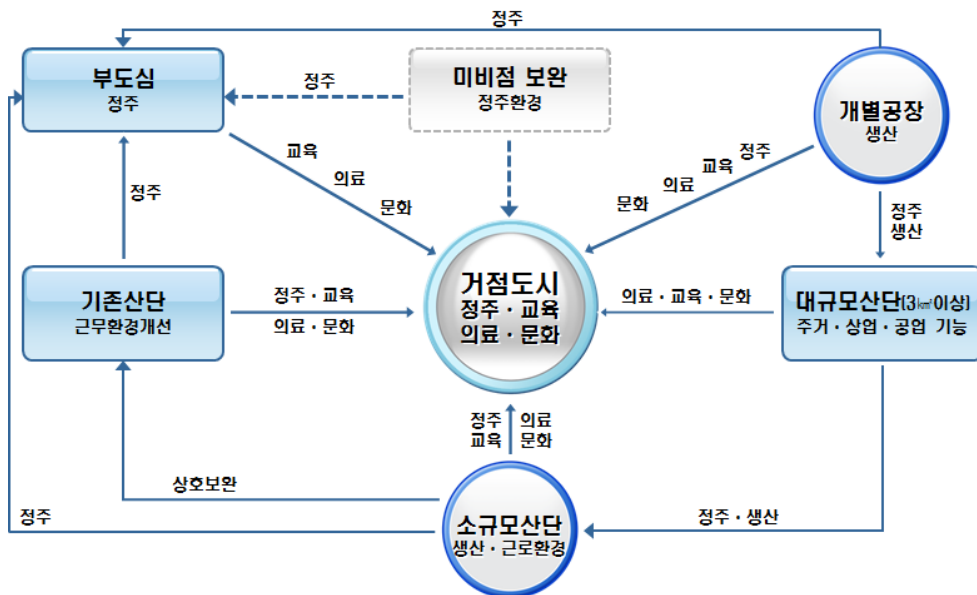 정주
부도심
정주
정주
미비점 보완
정주환경
개별공장
생산
교육
의료
문화
정주
교육
의료
문화
정주
정주
생산
기존산단
근무환경개선
정주・교육
의료・문화
거점도시
정주・교육
의료・문화
의료・교육・문화
대규모산단(3㎢이상)
주거・상업・공업 기능
정주
교육
의료
문화
상호보완
정주
소규모산단
생산・근로환경
정주・생산